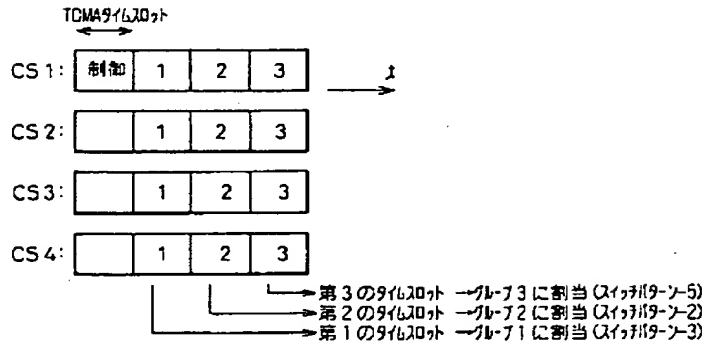 TCMAタイムスロット
CS 1: 制御 1 2 3
t
CS 2: 1 2 3
CS 3: 1 2 3
CS 4: 1 2 3
第3のタイムスロット →グループ3に割当(スイッチパターン-5)
第2のタイムスロット →グループ2に割当(スイッチパターン-2)
第1のタイムスロット →グループ1に割当(スイッチパターン-3)